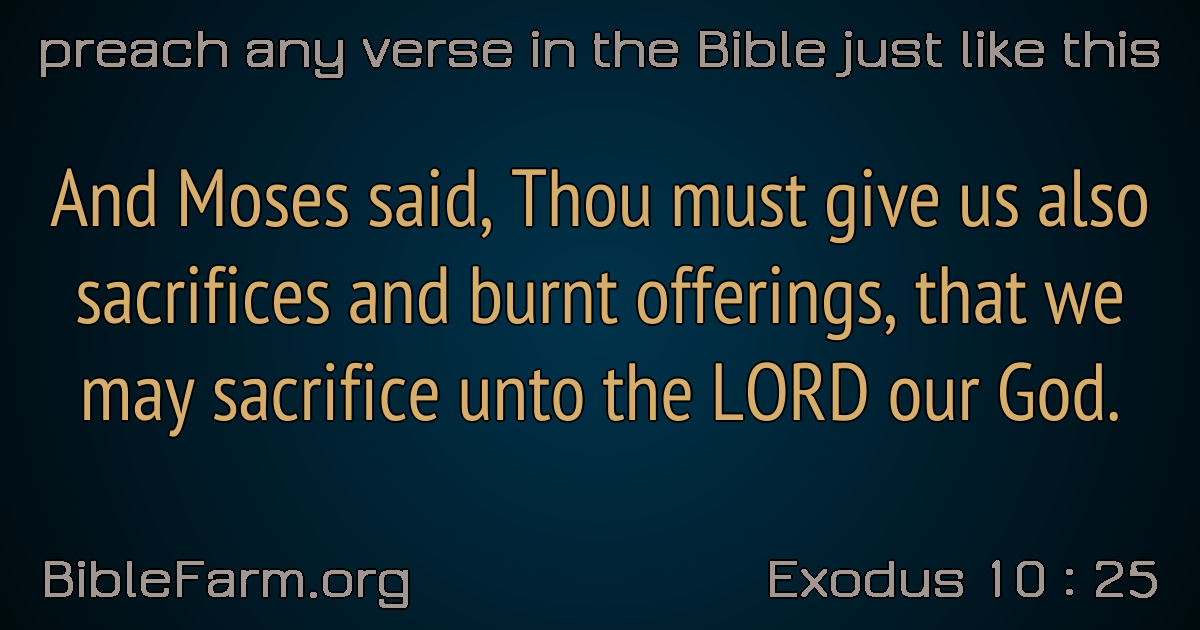 preach any verse in the Bible just like this
And Moses said, Thou must give us also
sacrifices and burnt offerings, that we
may sacrifice unto the LORD our God.
BibleFarm.org
Exodus 10 : 25